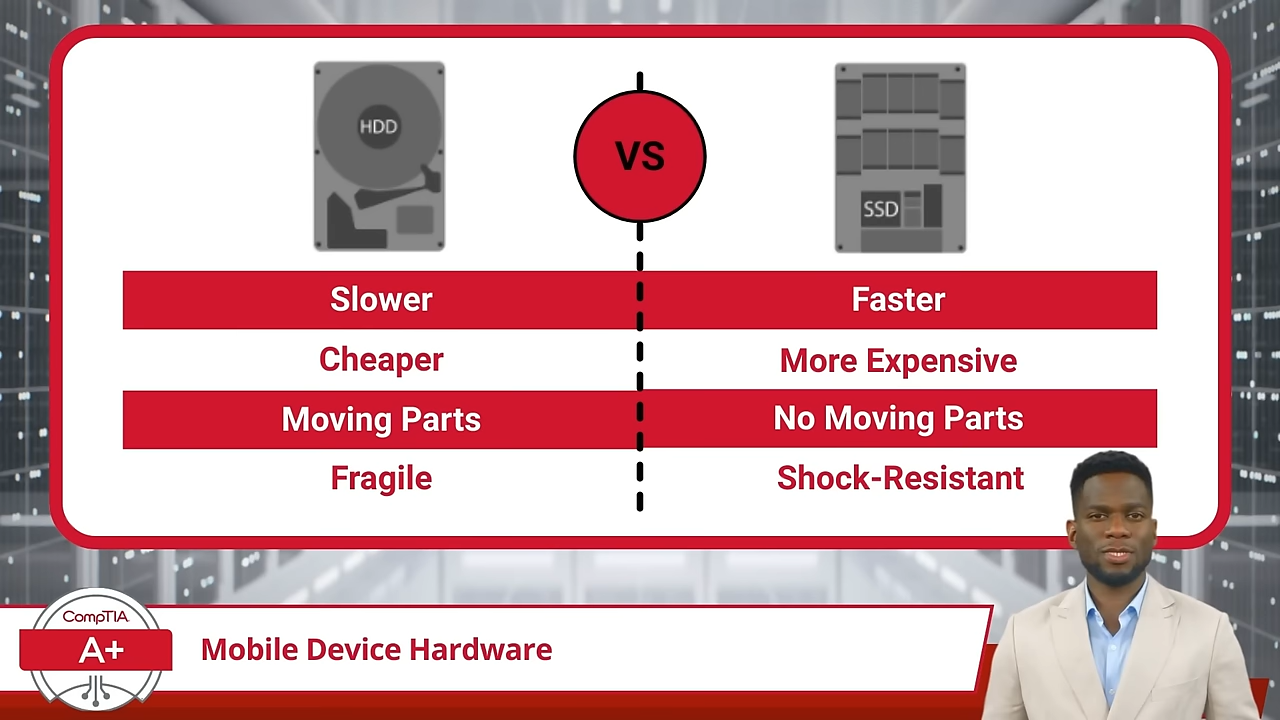 HDD
VS
SSD
Slower
Faster
Cheaper
More Expensive
Moving Parts
No Moving Parts
Fragile
Shock-Resistant
CompTIA
A+
Mobile Device Hardware